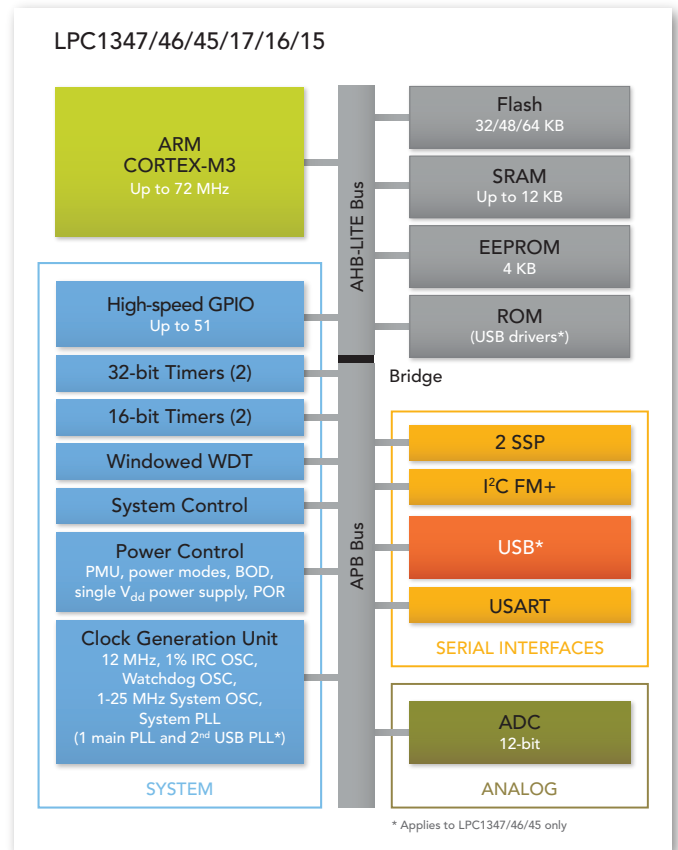 LPC1347/46/45/17/16/15
ARM
CORTEX-M3
Up to 72 MHz
AHB-LITE Bus
Flash
32/48/64 KB
SRAM
Up to 12 KB
EEPROM
4 KB
ROM
(USB drivers*)
High-speed GPIO
Up to 51
32-bit Timers (2)
16-bit Timers (2)
Windowed WDT
System Control
Power Control
PMU, power modes, BOD,
single Vdd power supply, POR
Clock Generation Unit
12 MHz, 1% IRC OSC,
Watchdog OSC,
1-25 MHz System OSC,
System PLL
(1 main PLL and 2nd USB PLL*)
SYSTEM
Bridge
APB Bus
2 SSP
I²C FM+
USB*
USART
SERIAL INTERFACES
ADC
12-bit
ANALOG
* Applies to LPC1347/46/45 only